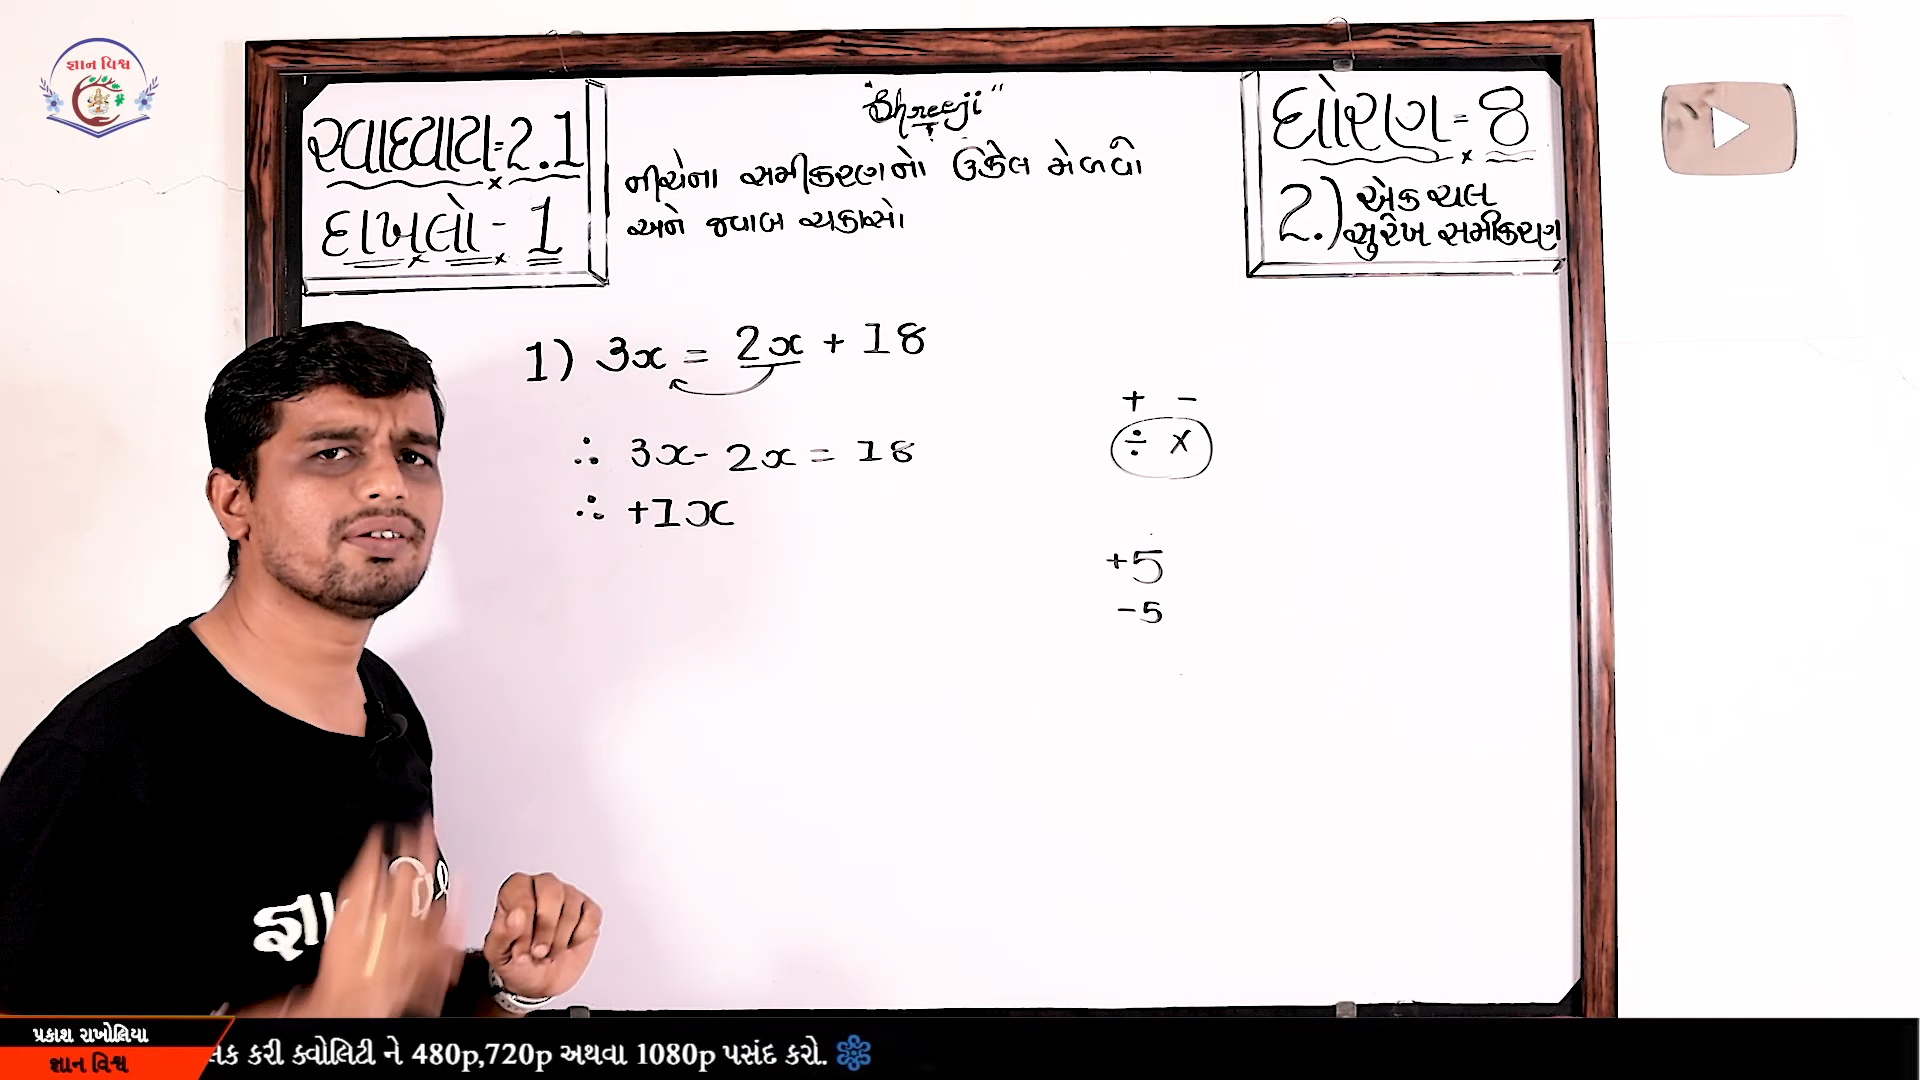 જ્ઞાન વિશ્વ
સ્વાધ્યાય=2.1
દાખલો - 1
"Shreeji"
નીચેના સમીકરણનો ઉકેલ મેળવો
અને જવાબ ચકાસો
ધોરણ = 8
2.) એક ચલ
સુરેખ સમીકરણ
1) 3x = 2x + 18
∴ 3x - 2x = 18
∴ +1x
+ -
÷ ×
+5
-5
પ્રકાશ રાખોલિયા
જ્ઞાન વિશ્વ
કરી ક્વોલિટી ને 480p,720p અથવા 1080p પસંદ કરો.